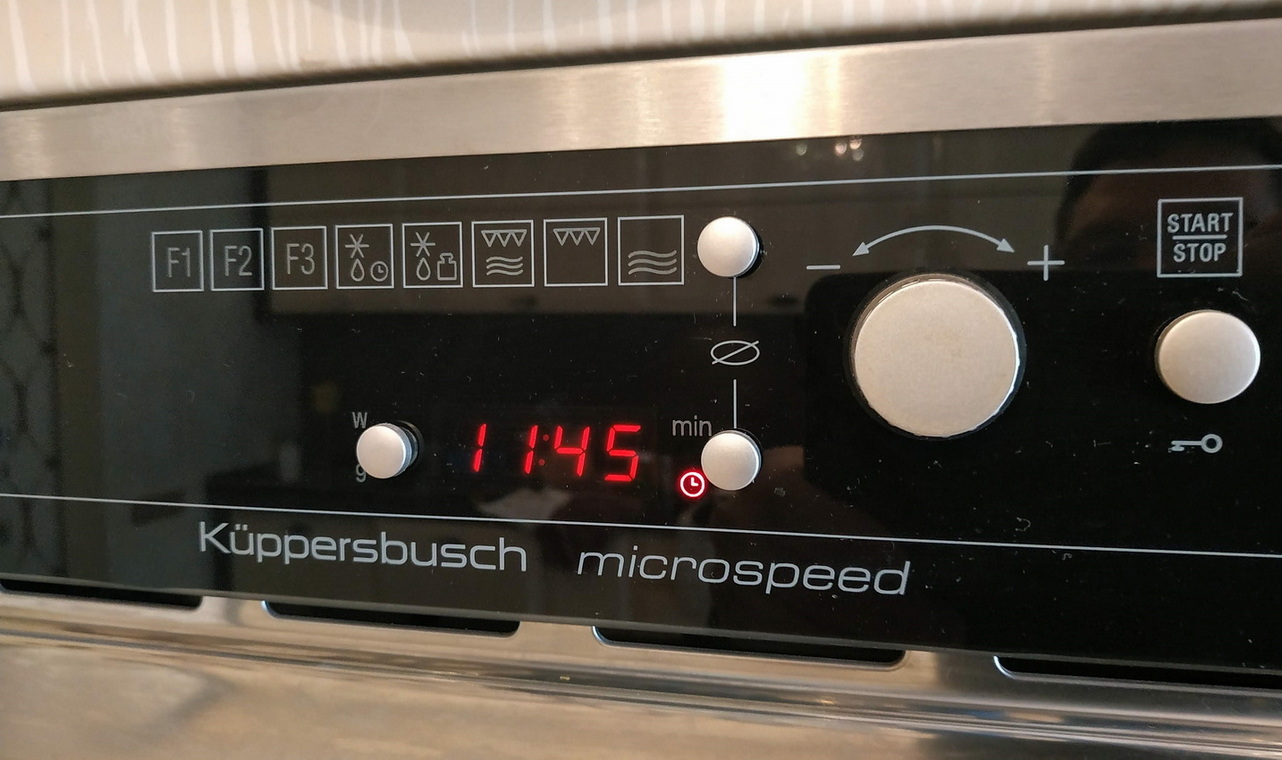 F1 F2 F3
START
STOP
W
g
11:45
min
Küppersbusch microspeed